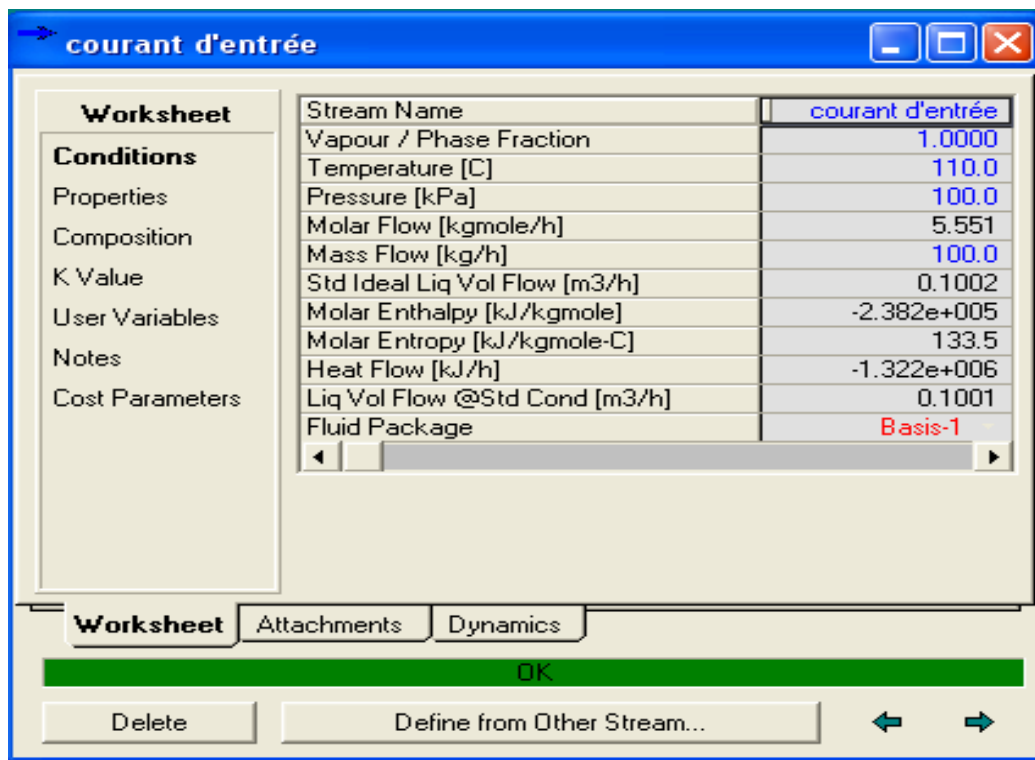 courant d'entrée
Worksheet
Conditions
Properties
Composition
K Value
User Variables
Notes
Cost Parameters
Stream Name courant d'entrée
Vapour / Phase Fraction 1.0000
Temperature [C] 110.0
Pressure [kPa] 100.0
Molar Flow [kgmole/h] 5.551
Mass Flow [kg/h] 100.0
Std Ideal Liq Vol Flow [m3/h] 0.1002
Molar Enthalpy [kJ/kgmole] -2.382e+005
Molar Entropy [kJ/kgmole-C] 133.5
Heat Flow [kJ/h] -1.322e+006
Liq Vol Flow @Std Cond [m3/h] 0.1001
Fluid Package Basis-1
Worksheet Attachments Dynamics
OK
Delete Define from Other Stream...